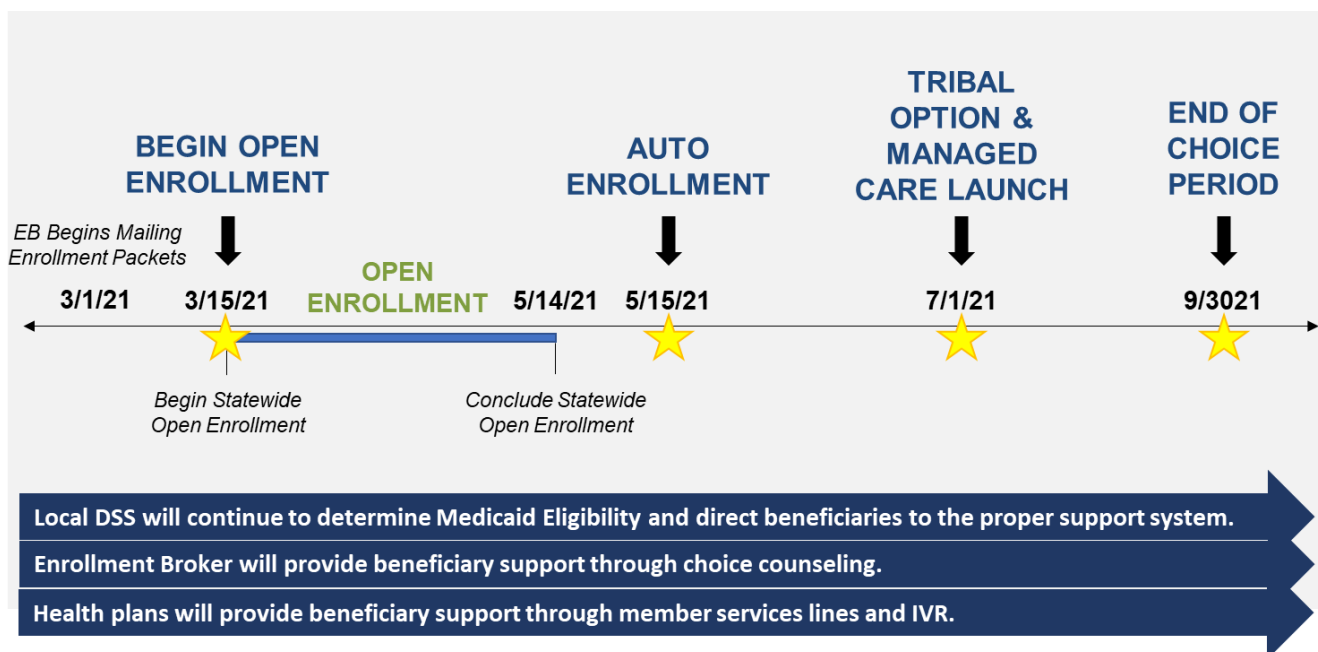 BEGIN OPEN
ENROLLMENT
AUTO
ENROLLMENT
TRIBAL
OPTION &
MANAGED
CARE LAUNCH
END OF
CHOICE
PERIOD
EB Begins Mailing
Enrollment Packets
OPEN
ENROLLMENT
3/1/21
3/15/21
5/14/21
5/15/21
7/1/21
9/3021
Begin Statewide
Open Enrollment
Conclude Statewide
Open Enrollment
Local DSS will continue to determine Medicaid Eligibility and direct beneficiaries to the proper support system.
Enrollment Broker will provide beneficiary support through choice counseling.
Health plans will provide beneficiary support through member services lines and IVR.